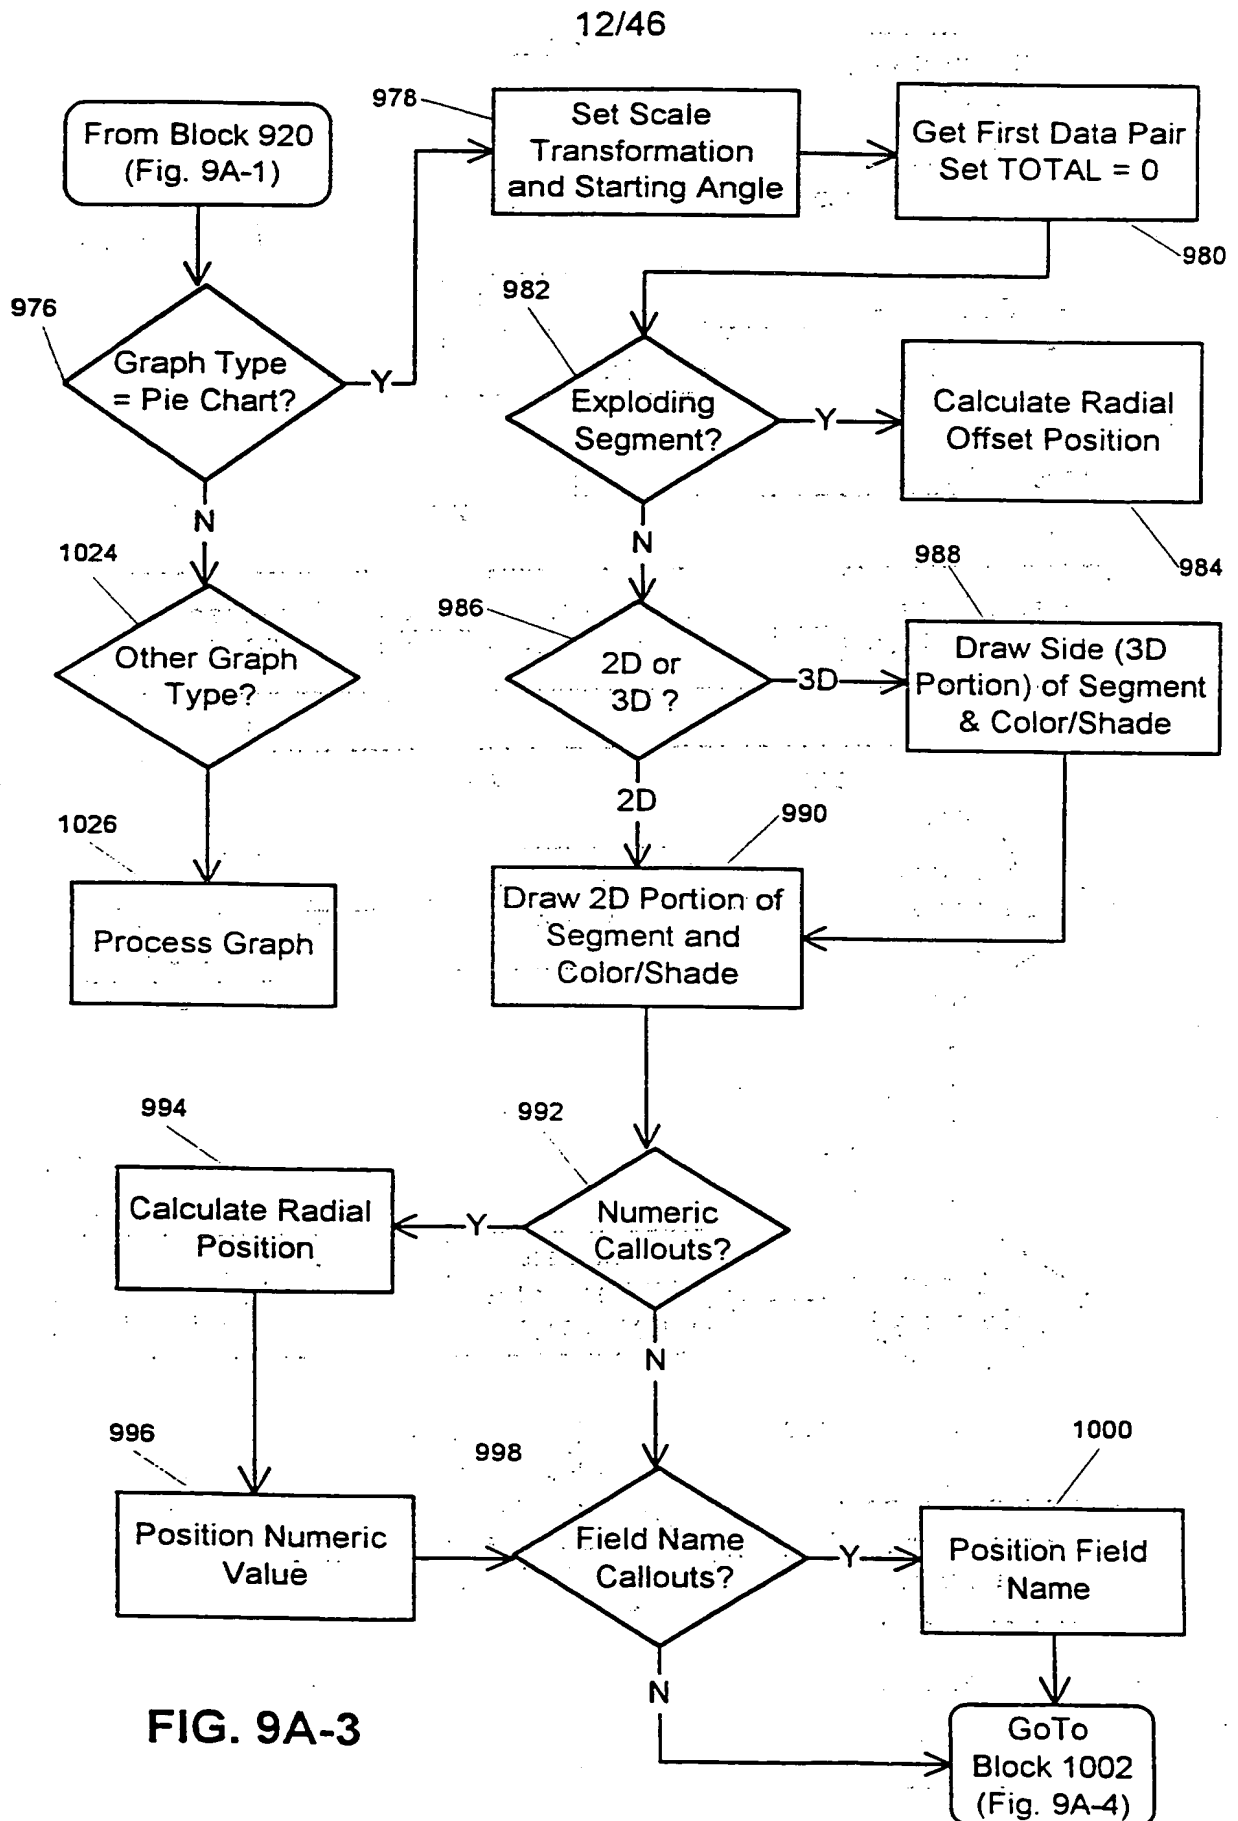 12/46
From Block 920
(Fig. 9A-1)
978
Set Scale
Transformation
and Starting Angle
Get First Data Pair
Set TOTAL = 0
980
976
Graph Type
= Pie Chart?
Y
N
982
Exploding
Segment?
Y
Calculate Radial
Offset Position
984
N
1024
Other Graph
Type?
986
2D or
3D ?
3D
988
Draw Side (3D
Portion) of Segment
& Color/Shade
2D
990
Draw 2D Portion of
Segment and
Color/Shade
1026
Process Graph
994
Calculate Radial
Position
Y
992
Numeric
Callouts?
N
996
Position Numeric
Value
998
Field Name
Callouts?
Y
1000
Position Field
Name
N
GoTo
Block 1002
(Fig. 9A-4)
FIG. 9A-3